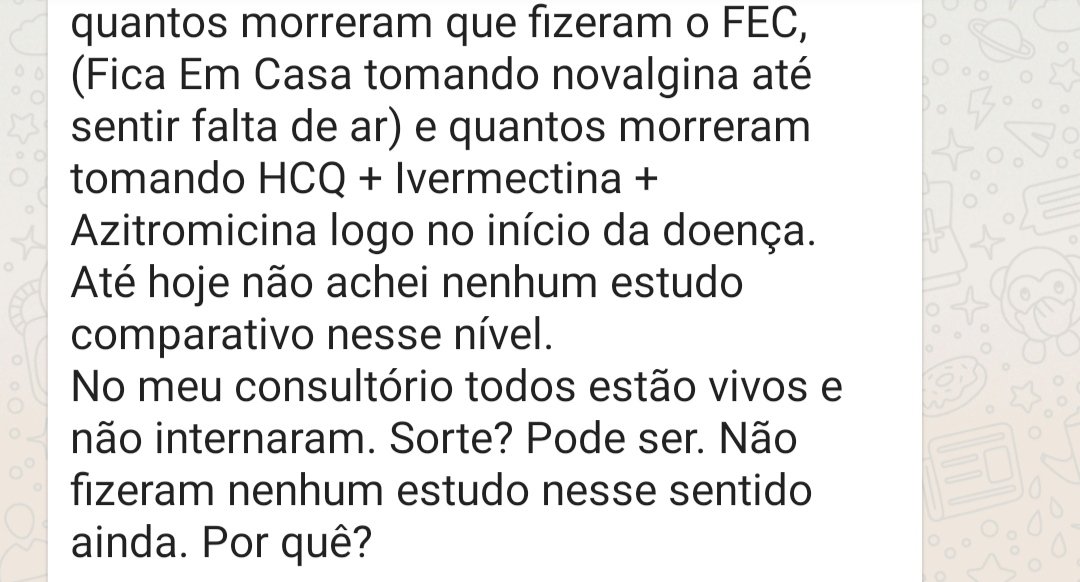 quantos morreram que fizeram o FEC,
(Fica Em Casa tomando novalgina até
sentir falta de ar) e quantos morreram
tomando HCQ + Ivermectina +
Azitromicina logo no início da doença.
Até hoje não achei nenhum estudo
comparativo nesse nível.
No meu consultório todos estão vivos e
não internaram. Sorte? Pode ser. Não
fizeram nenhum estudo nesse sentido
ainda. Por quê?